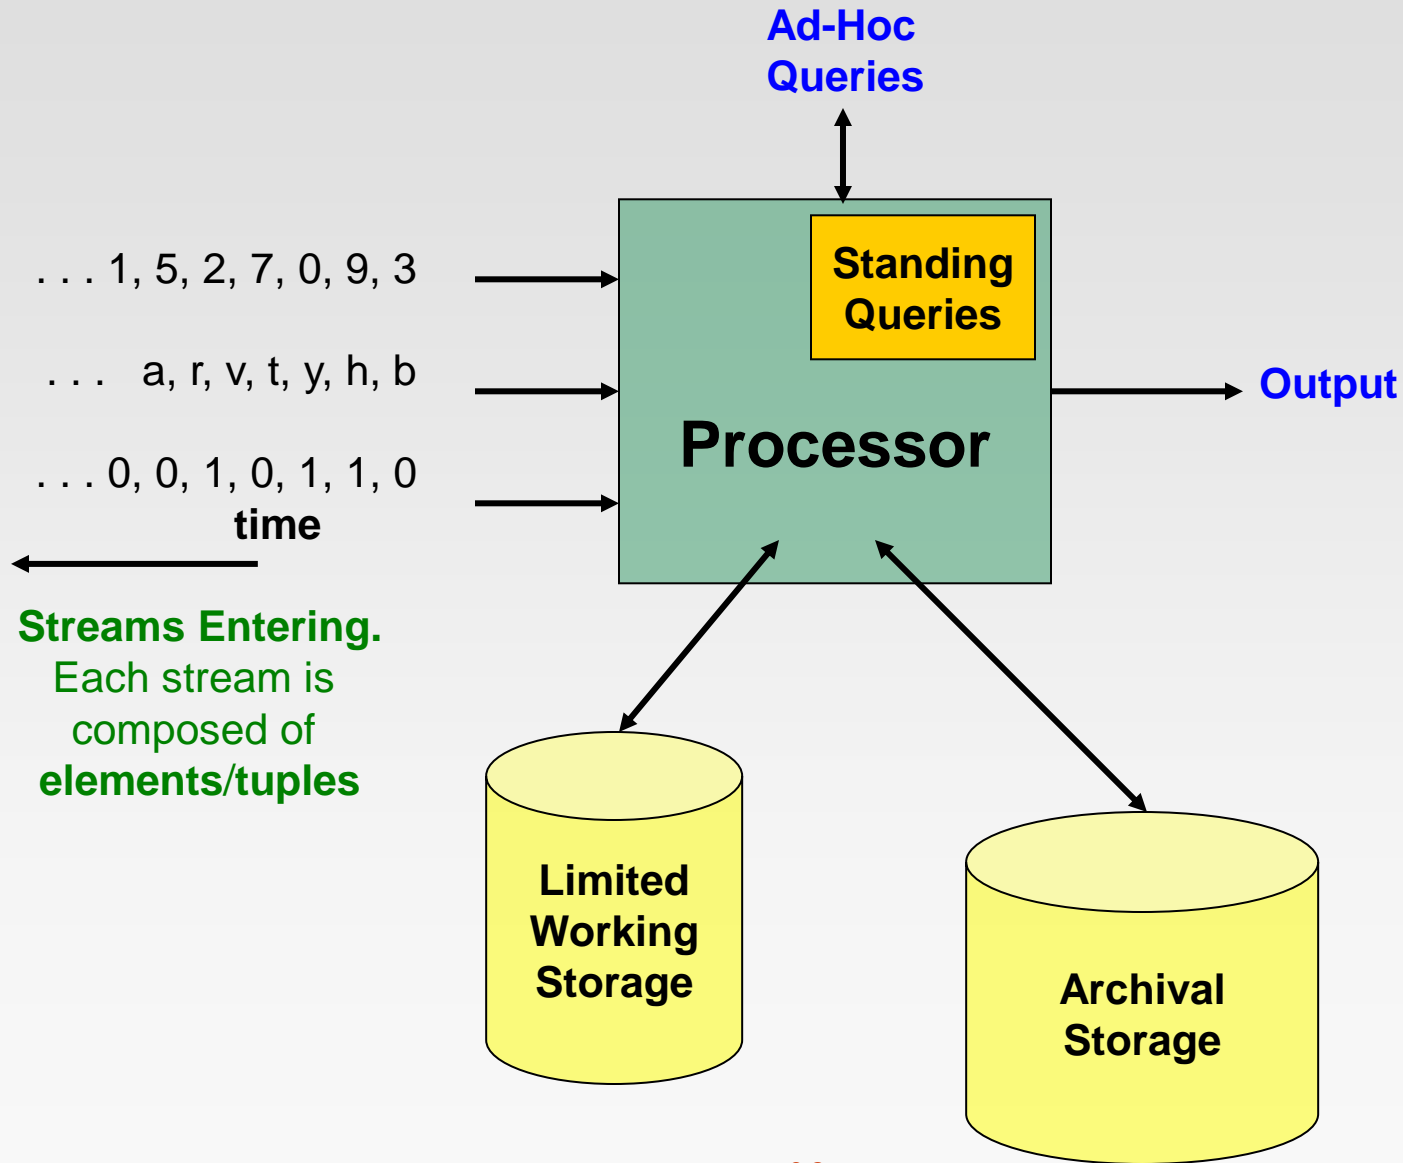 Ad-Hoc
Queries
Standing
Queries
. . . 1, 5, 2, 7, 0, 9, 3
. . . a, r, v, t, y, h, b
. . . 0, 0, 1, 0, 1, 1, 0
time
Processor
Output
Streams Entering.
Each stream is
composed of
elements/tuples
Limited
Working
Storage
Archival
Storage